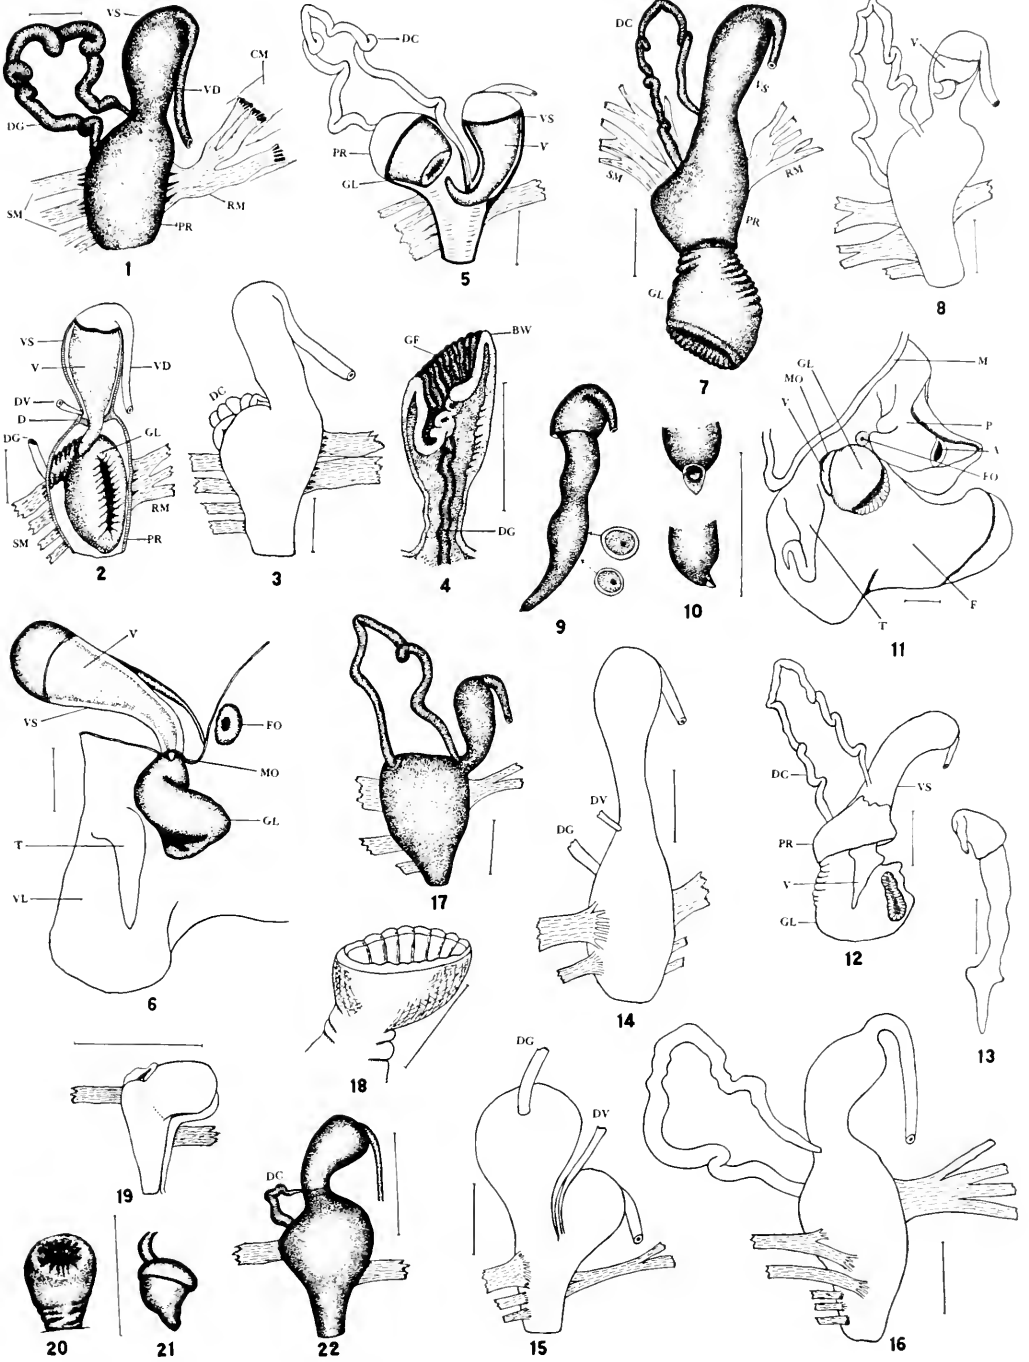 VS
CM
VD
DG
SM
RM
PR
1
DC
PR
GL
VS
V
5
DC
VS
SM
RM
PR
GL
7
V
8
VS
V
VD
DV
D
DG
GL
RM
SM
PR
2
DC
3
GF
BW
DG
4
9
10
M
GL
MO
V
P
A
FO
F
T
11
V
VS
FO
MO
GL
T
VL
6
17
18
DV
DG
14
DC
VS
PR
V
GL
12
13
19
20
21
DC
22
DG
DV
15
16